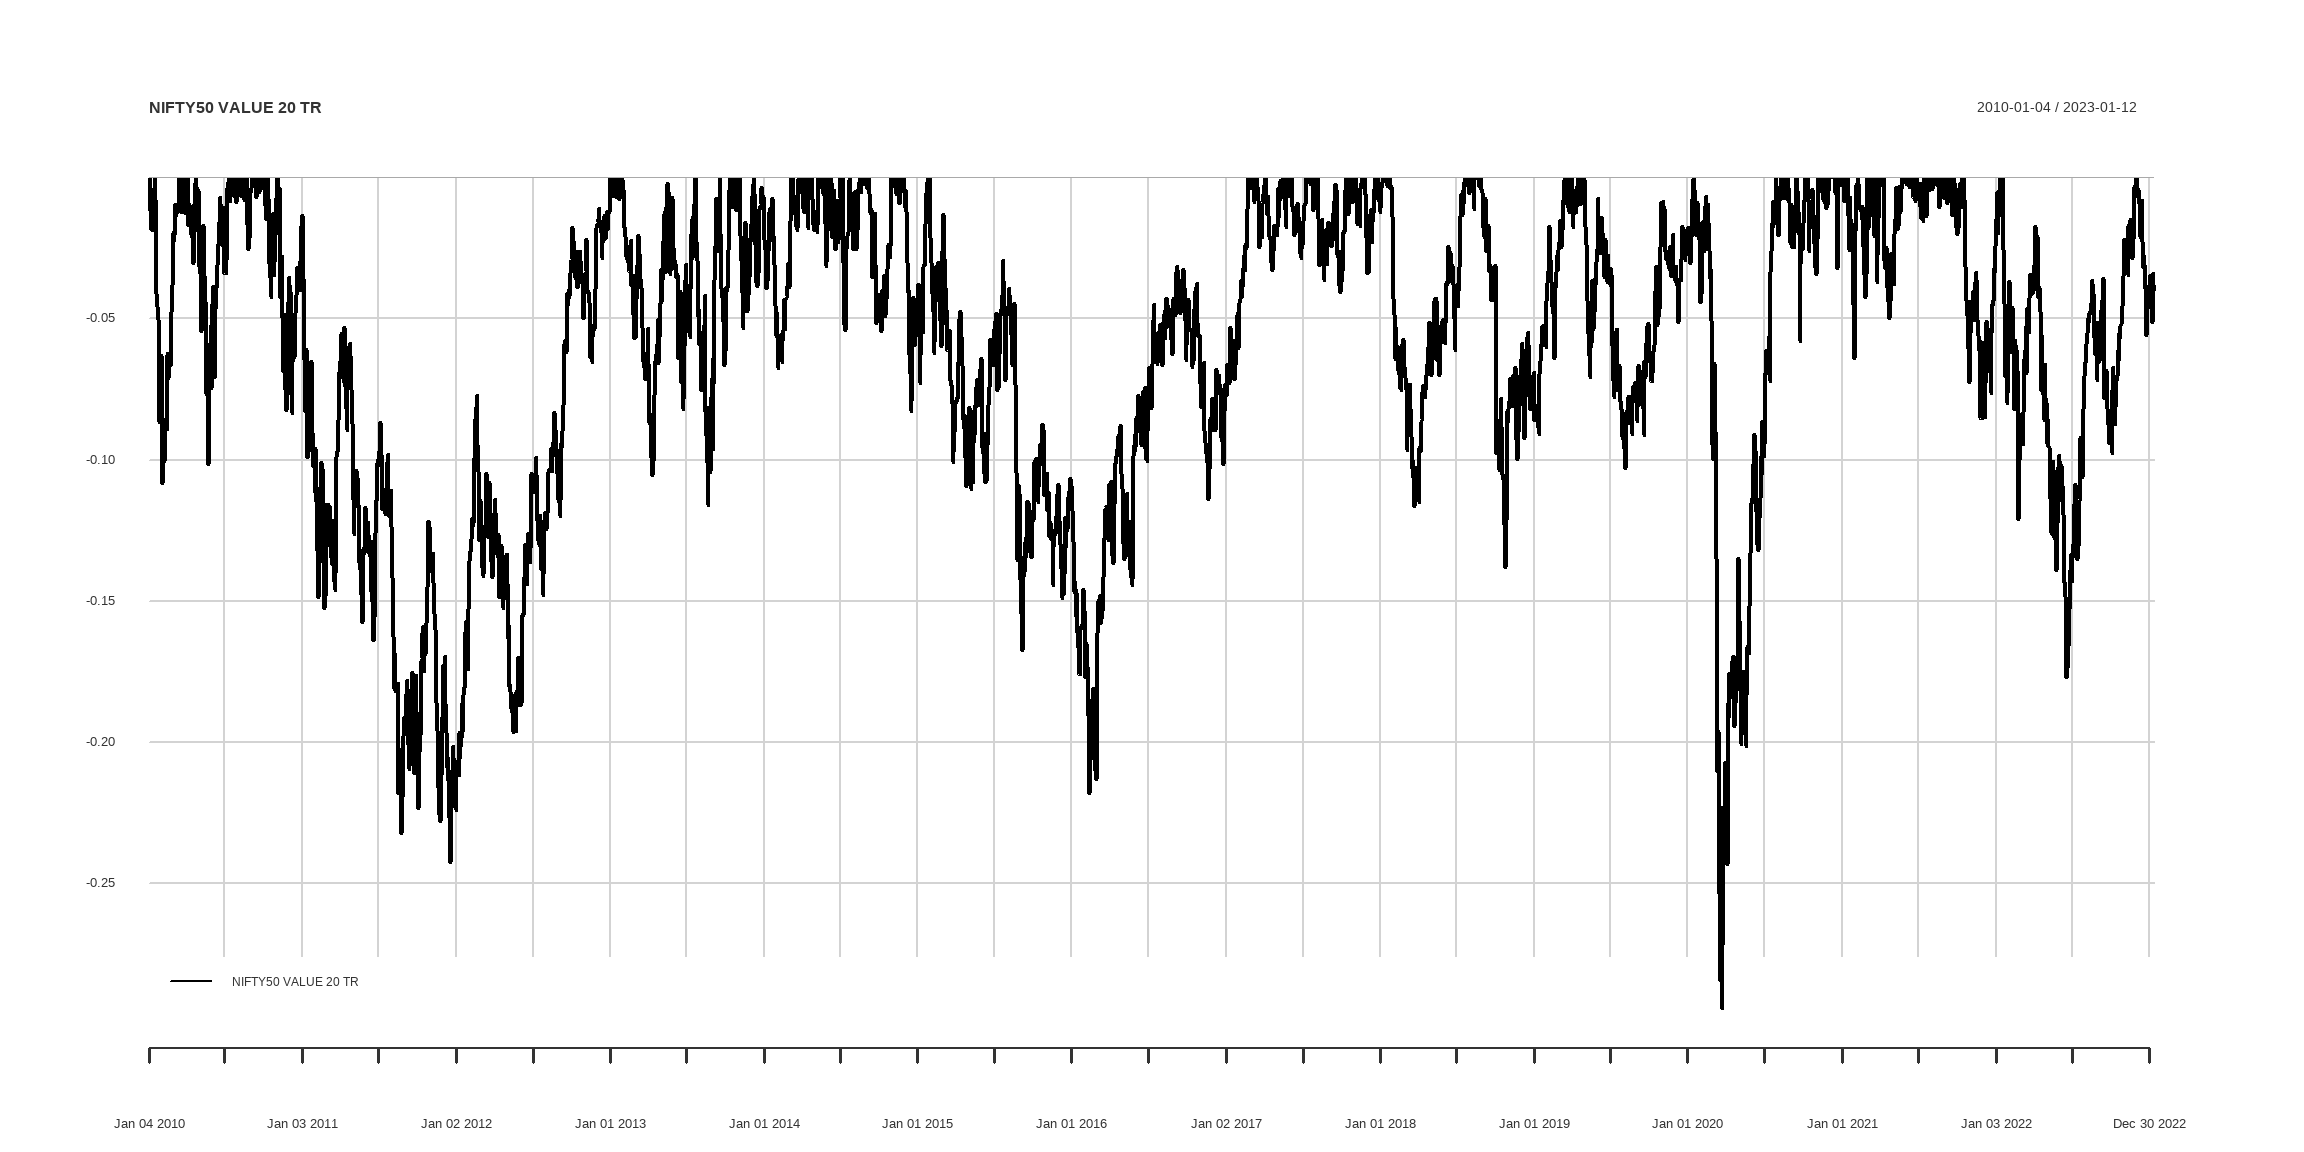 NIFTY50 VALUE 20 TR
2010-01-04 / 2023-01-12
-0.05
-0.10
-0.15
-0.20
-0.25
NIFTY50 VALUE 20 TR
Jan 04 2010
Jan 03 2011
Jan 02 2012
Jan 01 2013
Jan 01 2014
Jan 01 2015
Jan 01 2016
Jan 02 2017
Jan 01 2018
Jan 01 2019
Jan 01 2020
Jan 01 2021
Jan 03 2022
Dec 30 2022